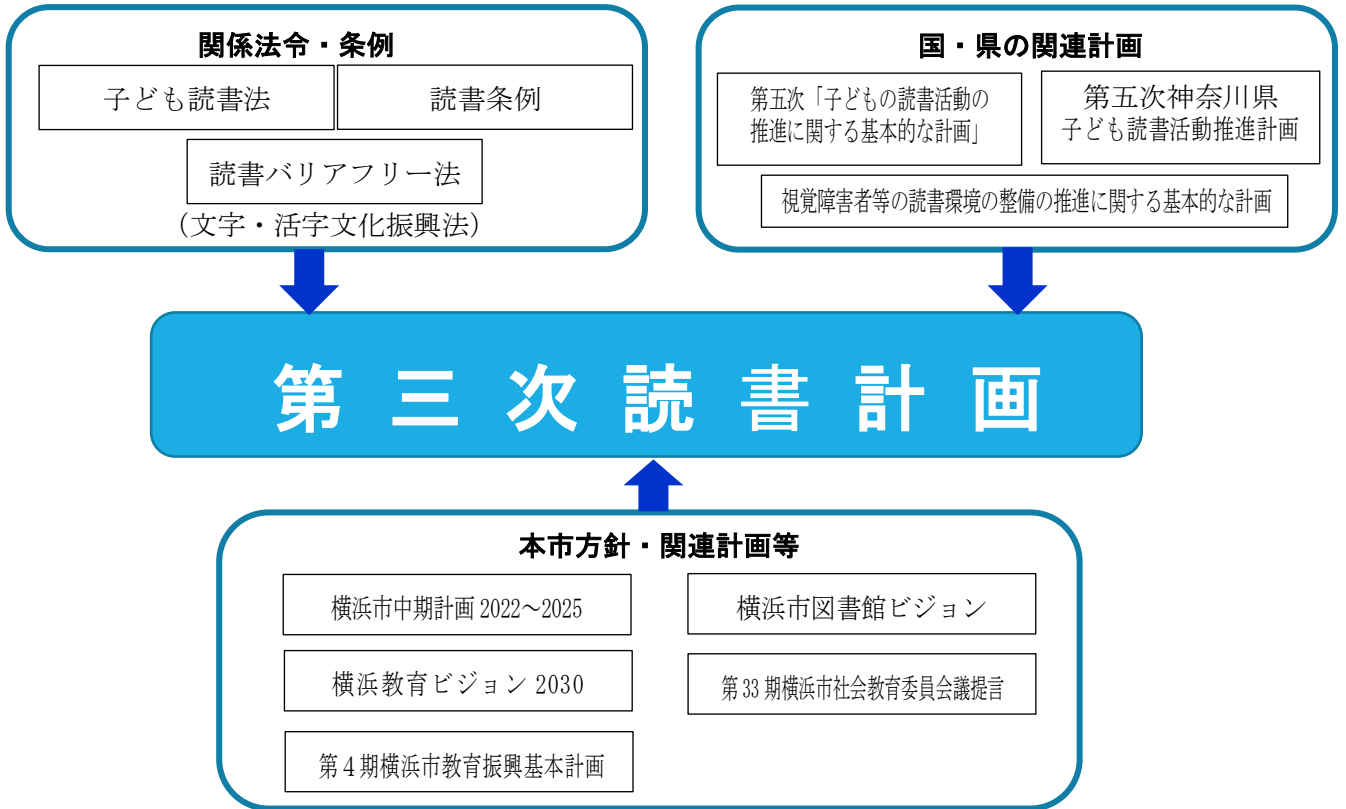 関係法令・条例
子ども読書法
読書条例
読書バリアフリー法
(文字・活字文化振興法)
国・県の関連計画
第五次「子どもの読書活動の
推進に関する基本的な計画」
第五次神奈川県
子ども読書活動推進計画
視覚障害者等の読書環境の整備の推進に関する基本的な計画
第三次読書計画
本市方針・関連計画等
横浜市中期計画 2022~2025
横浜市図書館ビジョン
横浜教育ビジョン 2030
第 33 期横浜市社会教育委員会議提言
第4期横浜市教育振興基本計画